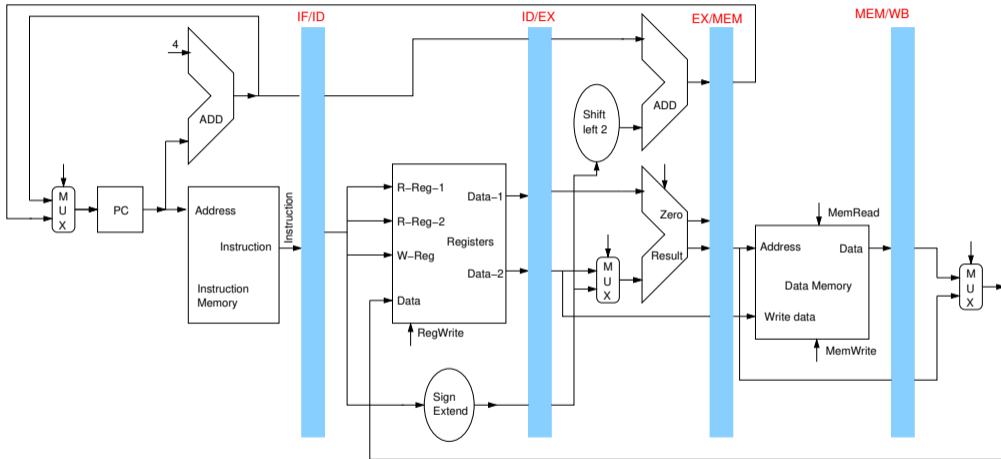 IF/ID
ID/EX
EX/MEM
MEM/WB
4
ADD
ADD
Shift
left 2
M
U
X
PC
Address
Instruction
Instruction
Memory
Instruction
R-Reg-1
R-Reg-2
W-Reg
Data
Data-1
Registers
Data-2
RegWrite
Sign
Extend
M
U
X
Zero
Result
MemRead
Address
Data
Data Memory
Write data
MemWrite
M
U
X